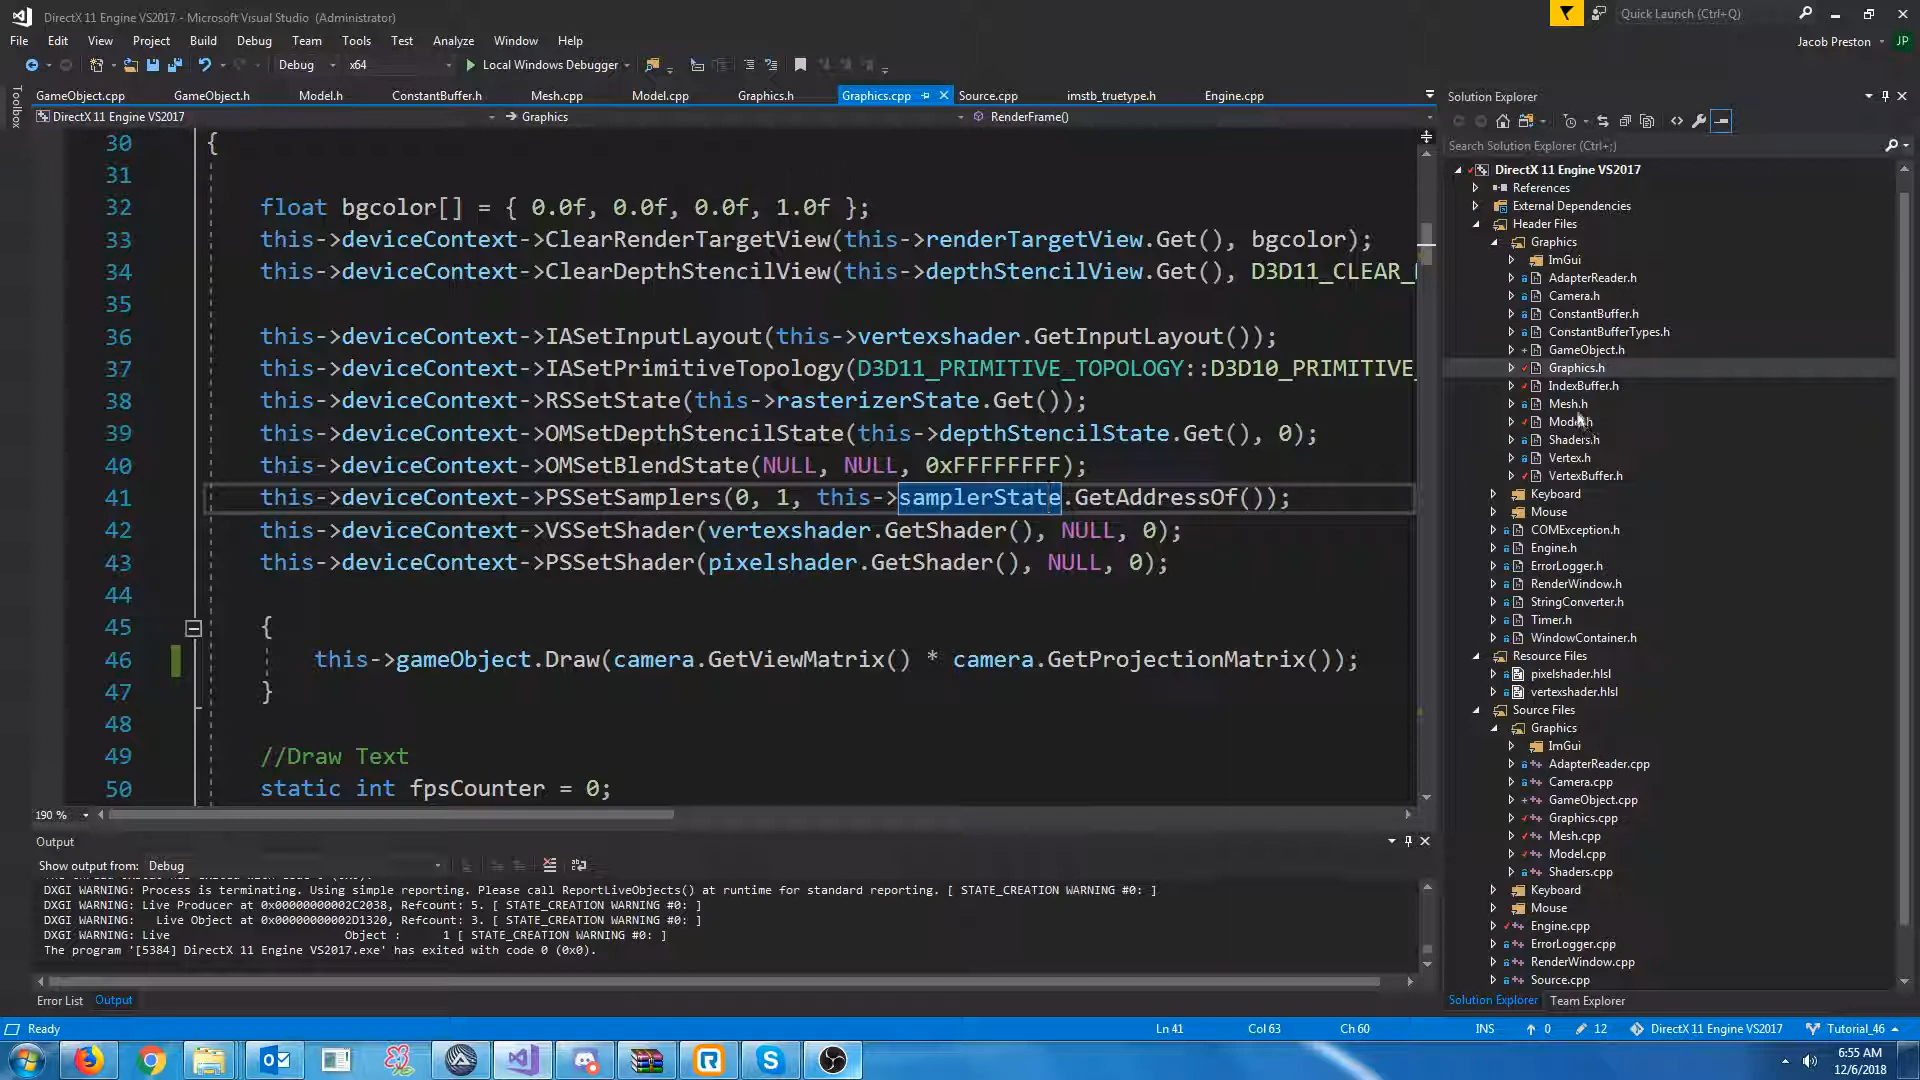 DirectX 11 Engine VS2017 - Microsoft Visual Studio (Administrator)
Quick Launch (Ctrl+Q)
File Edit View Project Build Debug Team Tools Test Analyze Window Help
Jacob Preston JP
Debug x64 Local Windows Debugger
Toolbox
GameObject.cpp GameObject.h Model.h ConstantBuffer.h Mesh.cpp Model.cpp Graphics.h Graphics.cpp Source.cpp imstb_truetype.h Engine.cpp
DirectX 11 Engine VS2017 Graphics RenderFrame()
30 {
31
32 float bgcolor[] = { 0.0f, 0.0f, 0.0f, 1.0f };
33 this->deviceContext->ClearRenderTargetView(this->renderTargetView.Get(), bgcolor);
34 this->deviceContext->ClearDepthStencilView(this->depthStencilView.Get(), D3D11_CLEAR_
35
36 this->deviceContext->IASetInputLayout(this->vertexshader.GetInputLayout());
37 this->deviceContext->IASetPrimitiveTopology(D3D11_PRIMITIVE_TOPOLOGY::D3D10_PRIMITIVE_
38 this->deviceContext->RSSetState(this->rasterizerState.Get());
39 this->deviceContext->OMSetDepthStencilState(this->depthStencilState.Get(), 0);
40 this->deviceContext->OMSetBlendState(NULL, NULL, 0xFFFFFFFF);
41 this->deviceContext->PSSetSamplers(0, 1, this->samplerState.GetAddressOf());
42 this->deviceContext->VSSetShader(vertexshader.GetShader(), NULL, 0);
43 this->deviceContext->PSSetShader(pixelshader.GetShader(), NULL, 0);
44
45 {
46 this->gameObject.Draw(camera.GetViewMatrix() * camera.GetProjectionMatrix());
47 }
48
49 //Draw Text
50 static int fpsCounter = 0;
190 %
Output
Show output from: Debug
DXGI WARNING: Process is terminating. Using simple reporting. Please call ReportLiveObjects() at runtime for standard reporting. [ STATE_CREATION WARNING #0: ]
DXGI WARNING: Live Producer at 0x00000000002C2038, Refcount: 5. [ STATE_CREATION WARNING #0: ]
DXGI WARNING: Live Object at 0x00000000002D1320, Refcount: 3. [ STATE_CREATION WARNING #0: ]
DXGI WARNING: Live Object : 1 [ STATE_CREATION WARNING #0: ]
The program '[5384] DirectX 11 Engine VS2017.exe' has exited with code 0 (0x0).
Error List Output
Solution Explorer
Search Solution Explorer (Ctrl+;)
DirectX 11 Engine VS2017
References
External Dependencies
Header Files
Graphics
ImGui
AdapterReader.h
Camera.h
ConstantBuffer.h
ConstantBufferTypes.h
GameObject.h
Graphics.h
IndexBuffer.h
Mesh.h
Model.h
Shaders.h
Vertex.h
VertexBuffer.h
Keyboard
Mouse
COMException.h
Engine.h
ErrorLogger.h
RenderWindow.h
StringConverter.h
Timer.h
WindowContainer.h
Resource Files
pixelshader.hlsl
vertexshader.hlsl
Source Files
Graphics
ImGui
AdapterReader.cpp
Camera.cpp
GameObject.cpp
Graphics.cpp
Mesh.cpp
Model.cpp
Shaders.cpp
Keyboard
Mouse
Engine.cpp
ErrorLogger.cpp
RenderWindow.cpp
Source.cpp
Solution Explorer Team Explorer
Ready Ln 41 Col 63 Ch 60 INS 0 12 DirectX 11 Engine VS2017 Tutorial_46
6:55 AM
12/6/2018